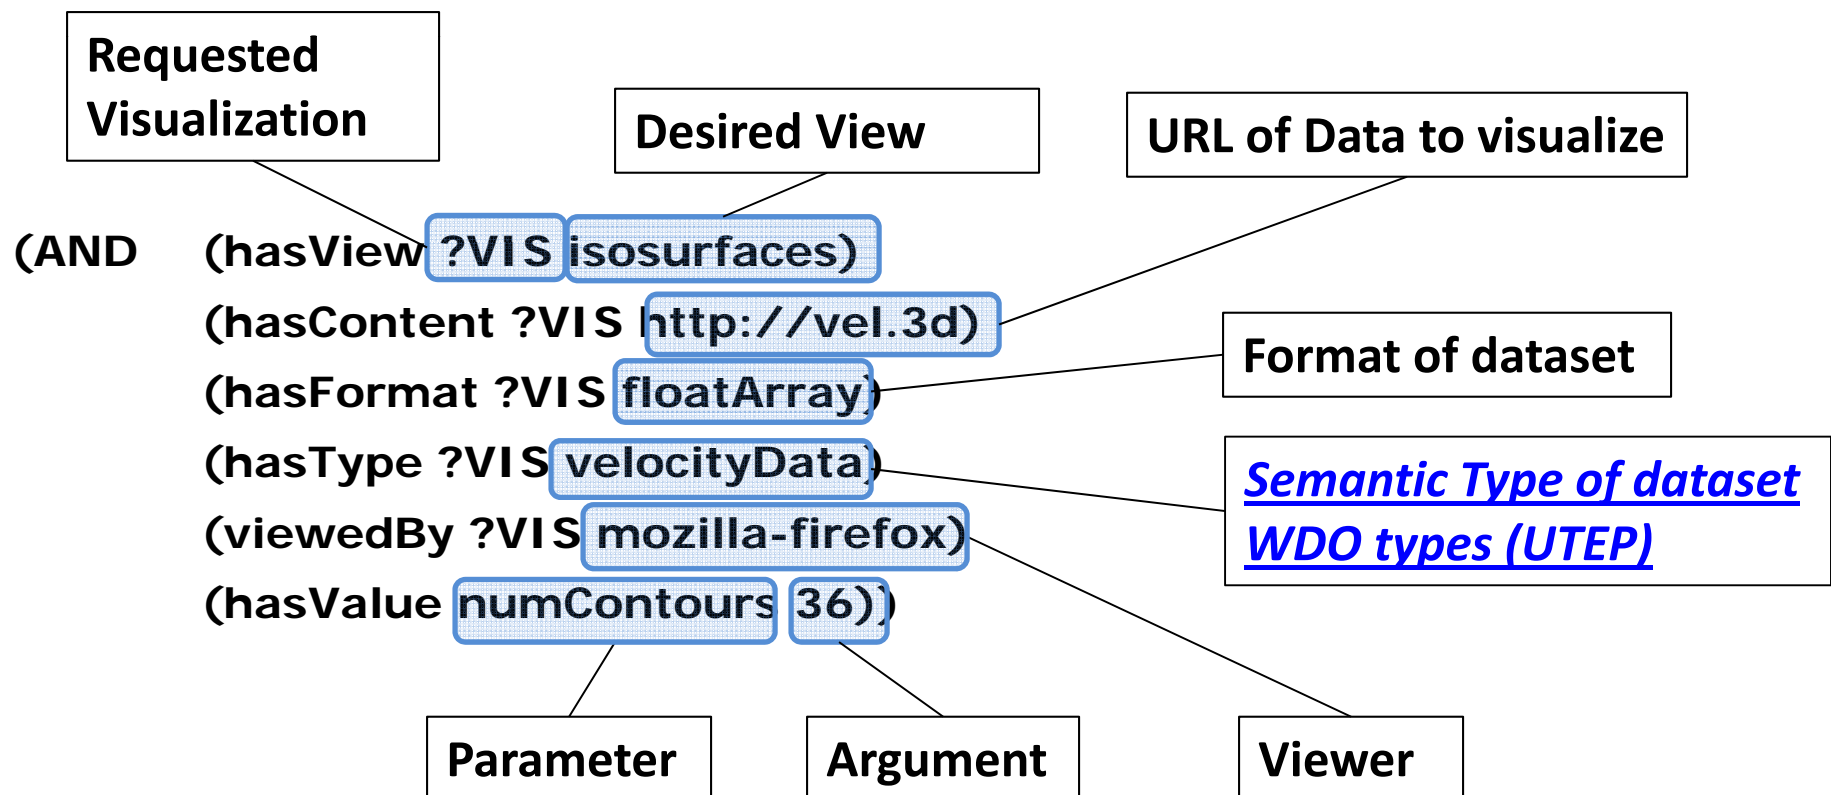 Requested
Visualization
Desired View
URL of Data to visualize
(AND (hasView ?VIS isosurfaces)
(hasContent ?VIS http://vel.3d)
(hasFormat ?VIS floatArray)
Format of dataset
(hasType ?VIS velocityData)
Semantic Type of dataset
WDO types (UTEP)
(viewedBy ?VIS mozilla-firefox)
(hasValue numContours 36))
Parameter
Argument
Viewer